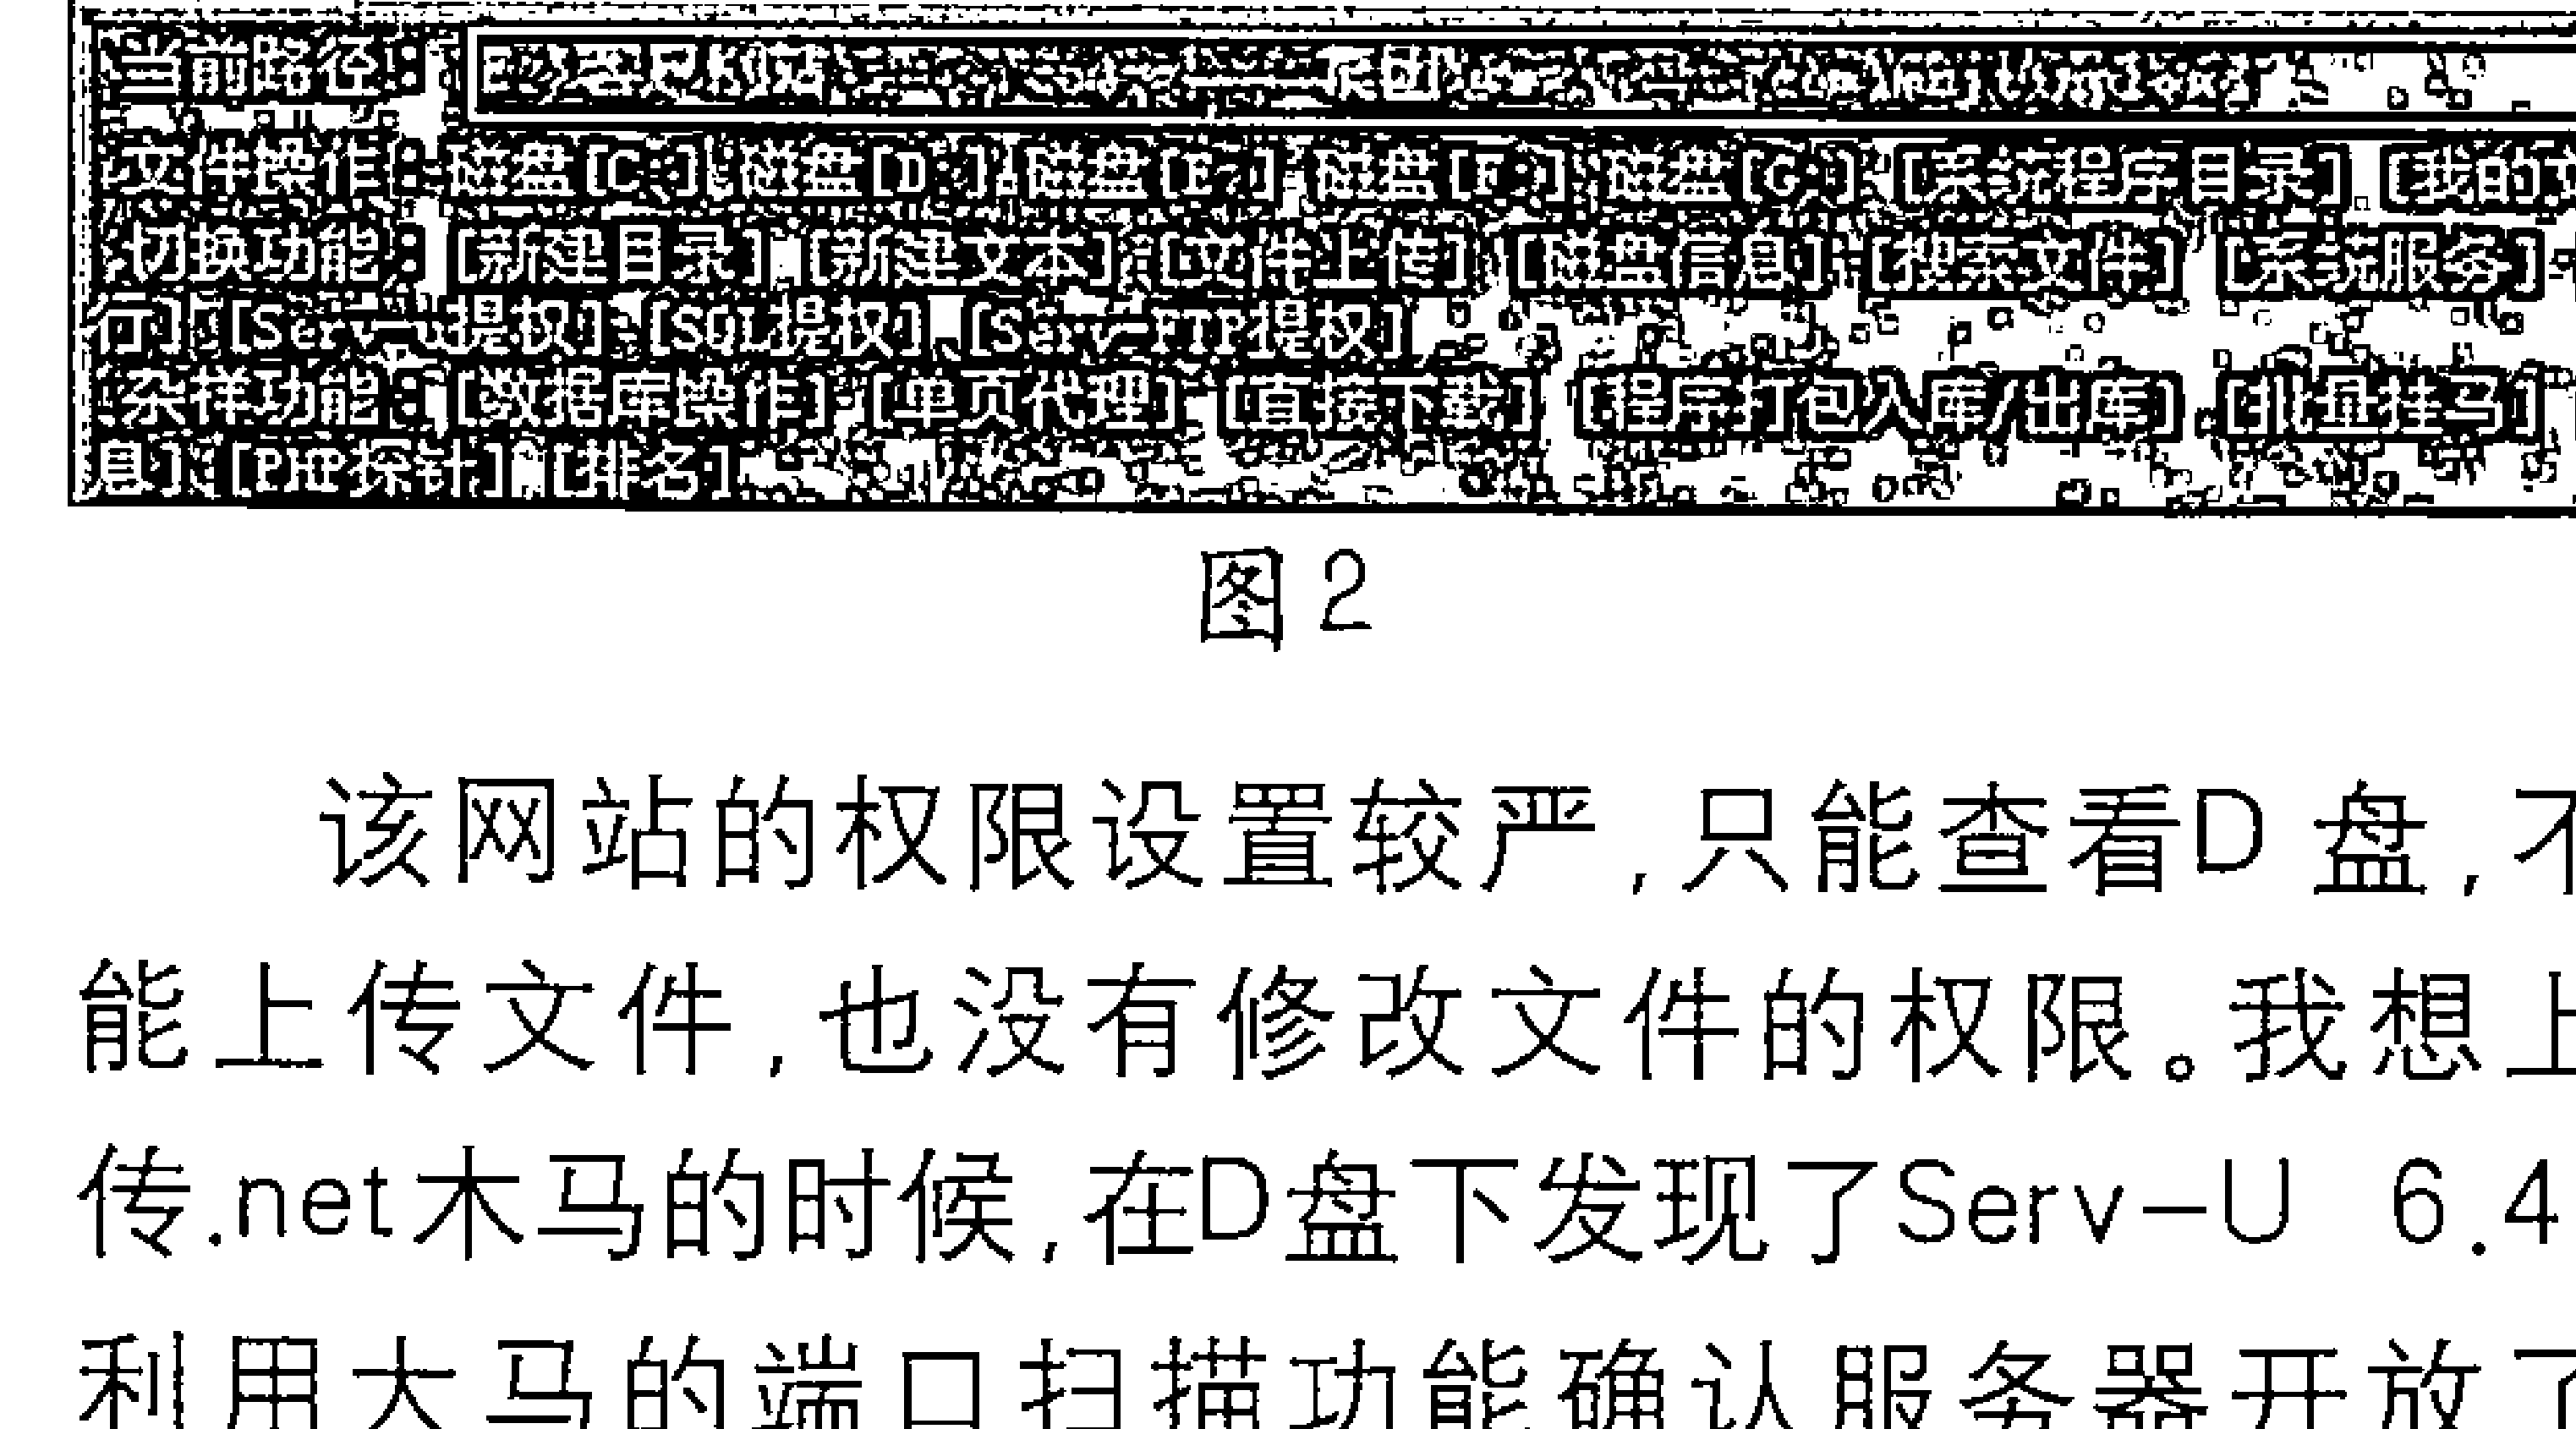 当前路径：
文件操作： 磁盘[C:] 磁盘[D:] 磁盘[E:] 磁盘[F:] 磁盘[G:] [系统程序目录] [我的
切换功能： [新建目录] [新建文本] [文件上传] [磁盘信息] [搜索文件] [系统服务]
行] [Serv-u提权] [SQL提权] [Serv-FTP提权]
杂样功能： [数据库操作] [单页代理] [直接下载] [程序打包入库/出库] [批量挂马]
息] [PHP探针] [排名]
图2
该网站的权限设置较严,只能查看D盘,不
能上传文件,也没有修改文件的权限。我想上
传.net木马的时候,在D盘下发现了Serv-U 6.4
利用大马的端口扫描功能确认服务器开放了